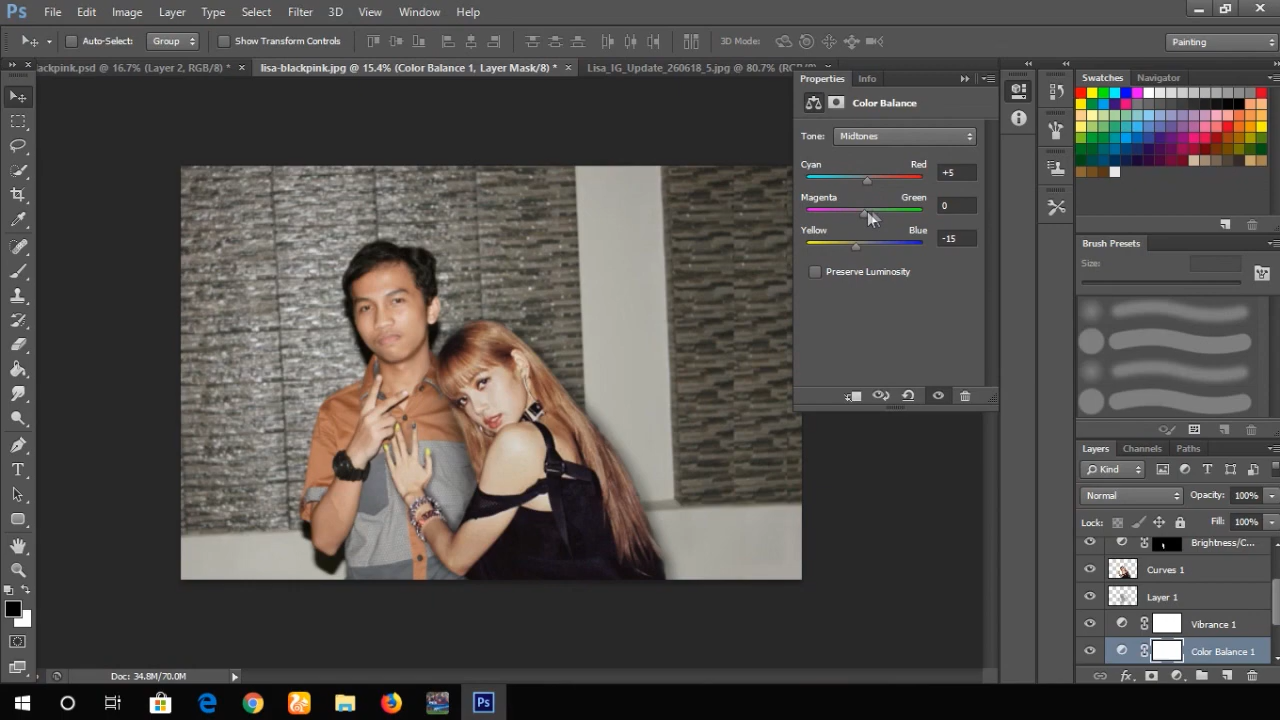 Ps File Edit Image Layer Type Select Filter 3D View Window Help
Auto-Select: Group Show Transform Controls 3D Mode: Painting
ackpink.psd @ 16.7% (Layer 2, RGB/8) * × lisa-blackpink.jpg @ 15.4% (Color Balance 1, Layer Mask/8) * × Lisa_IG_Update_260618_5.jpg @ 80.7% (RGB/8)
Properties Info
Swatches Navigator
Color Balance
Tone: Midtones
Cyan Red +5
Magenta Green 0
Yellow Blue -15
Preserve Luminosity
Brush Presets
Size:
Layers Channels Paths
Kind
Normal Opacity: 100%
Lock: Fill: 100%
Brightness/C...
Curves 1
Layer 1
Vibrance 1
Color Balance 1
Doc: 34.8M/70.0M
Ps